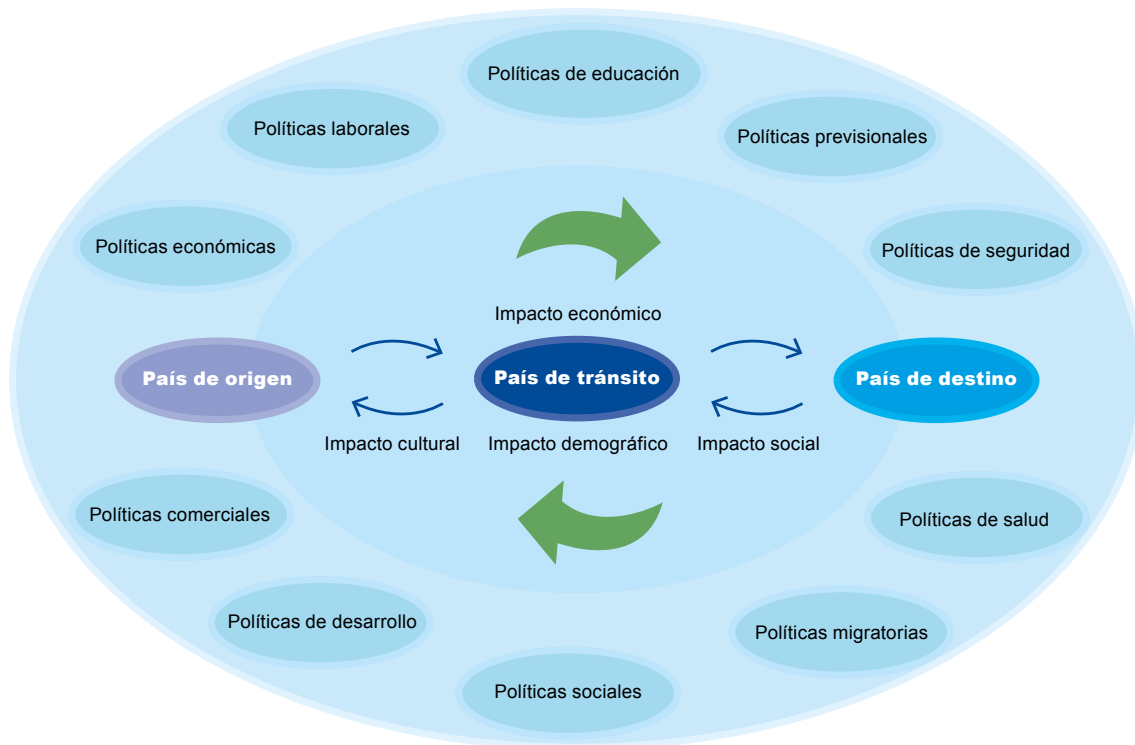 Políticas de educación
Políticas laborales
Políticas previsionales
Políticas económicas
Políticas de seguridad
Impacto económico
País de origen
País de tránsito
País de destino
Impacto cultural
Impacto demográfico
Impacto social
Políticas comerciales
Políticas de salud
Políticas de desarrollo
Políticas migratorias
Políticas sociales